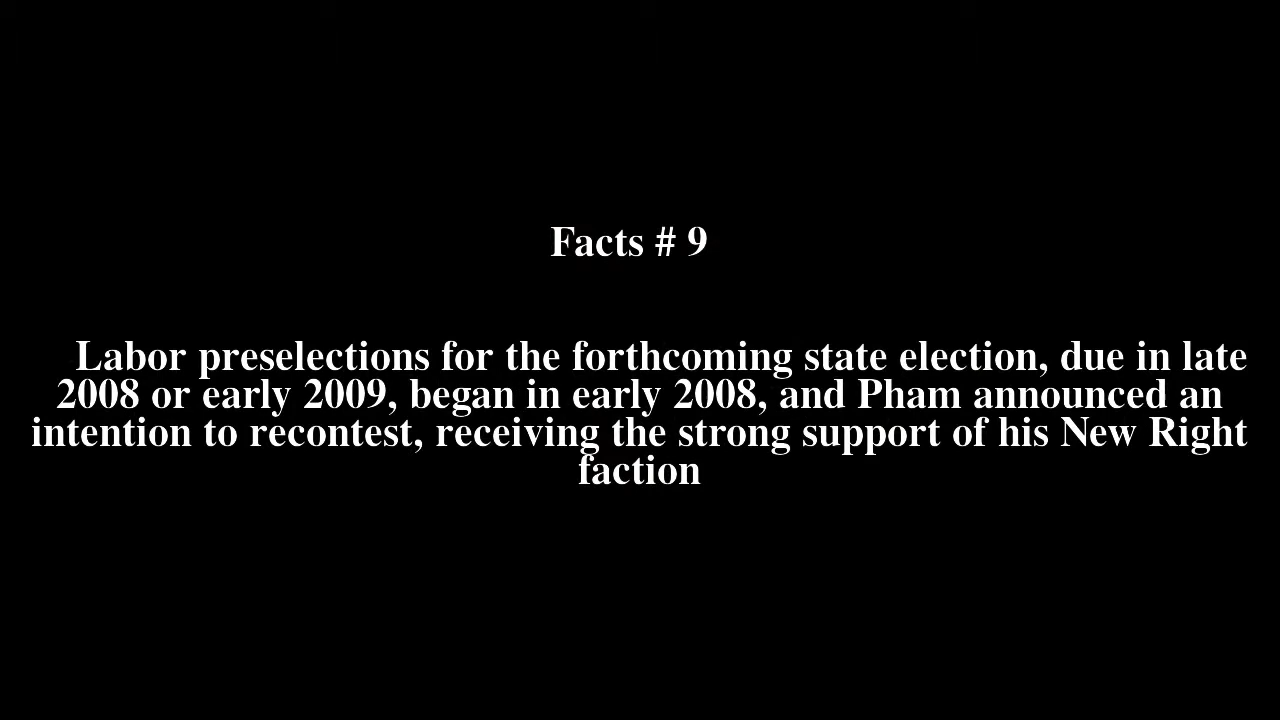 Facts # 9
Labor preselections for the forthcoming state election, due in late
2008 or early 2009, began in early 2008, and Pham announced an
intention to recontest, receiving the strong support of his New Right
faction